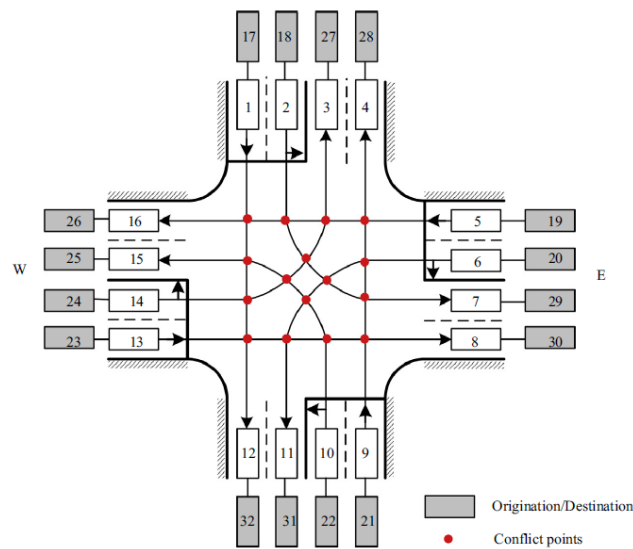 17 18 27 28
1 2 3 4
26 16 5 19
W 25 15 6 20 E
24 14 7 29
23 13 8 30
12 11 10 9
32 31 22 21
Origination/Destination
Conflict points